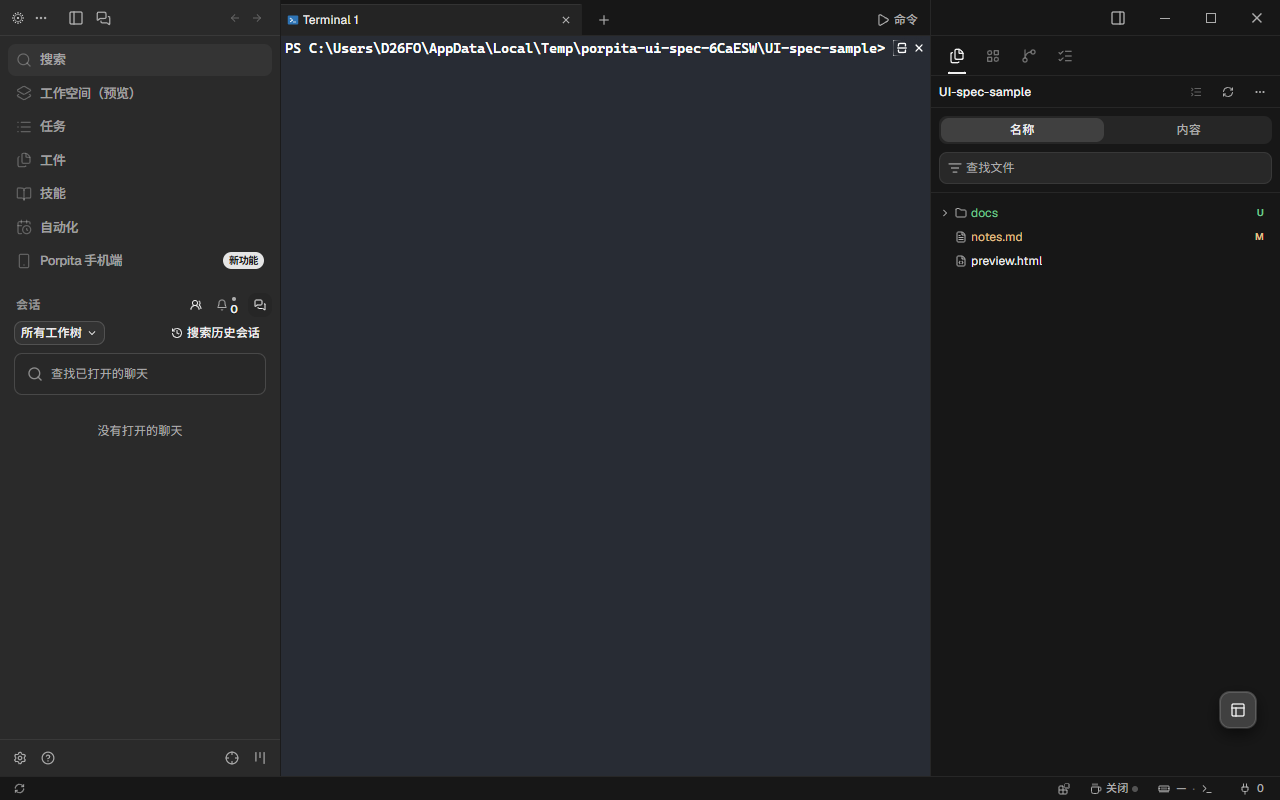 搜索
工作空间（预览）
任务
工件
技能
自动化
Porpita 手机端 新功能
会话 0
所有工作树 搜索历史会话
查找已打开的聊天
没有打开的聊天
Terminal 1 命令
PS C:\Users\D26FO\AppData\Local\Temp\porpita-ui-spec-6CaESW\UI-spec-sample>
UI-spec-sample
名称 内容
查找文件
docs U
notes.md M
preview.html
关闭 — · 0